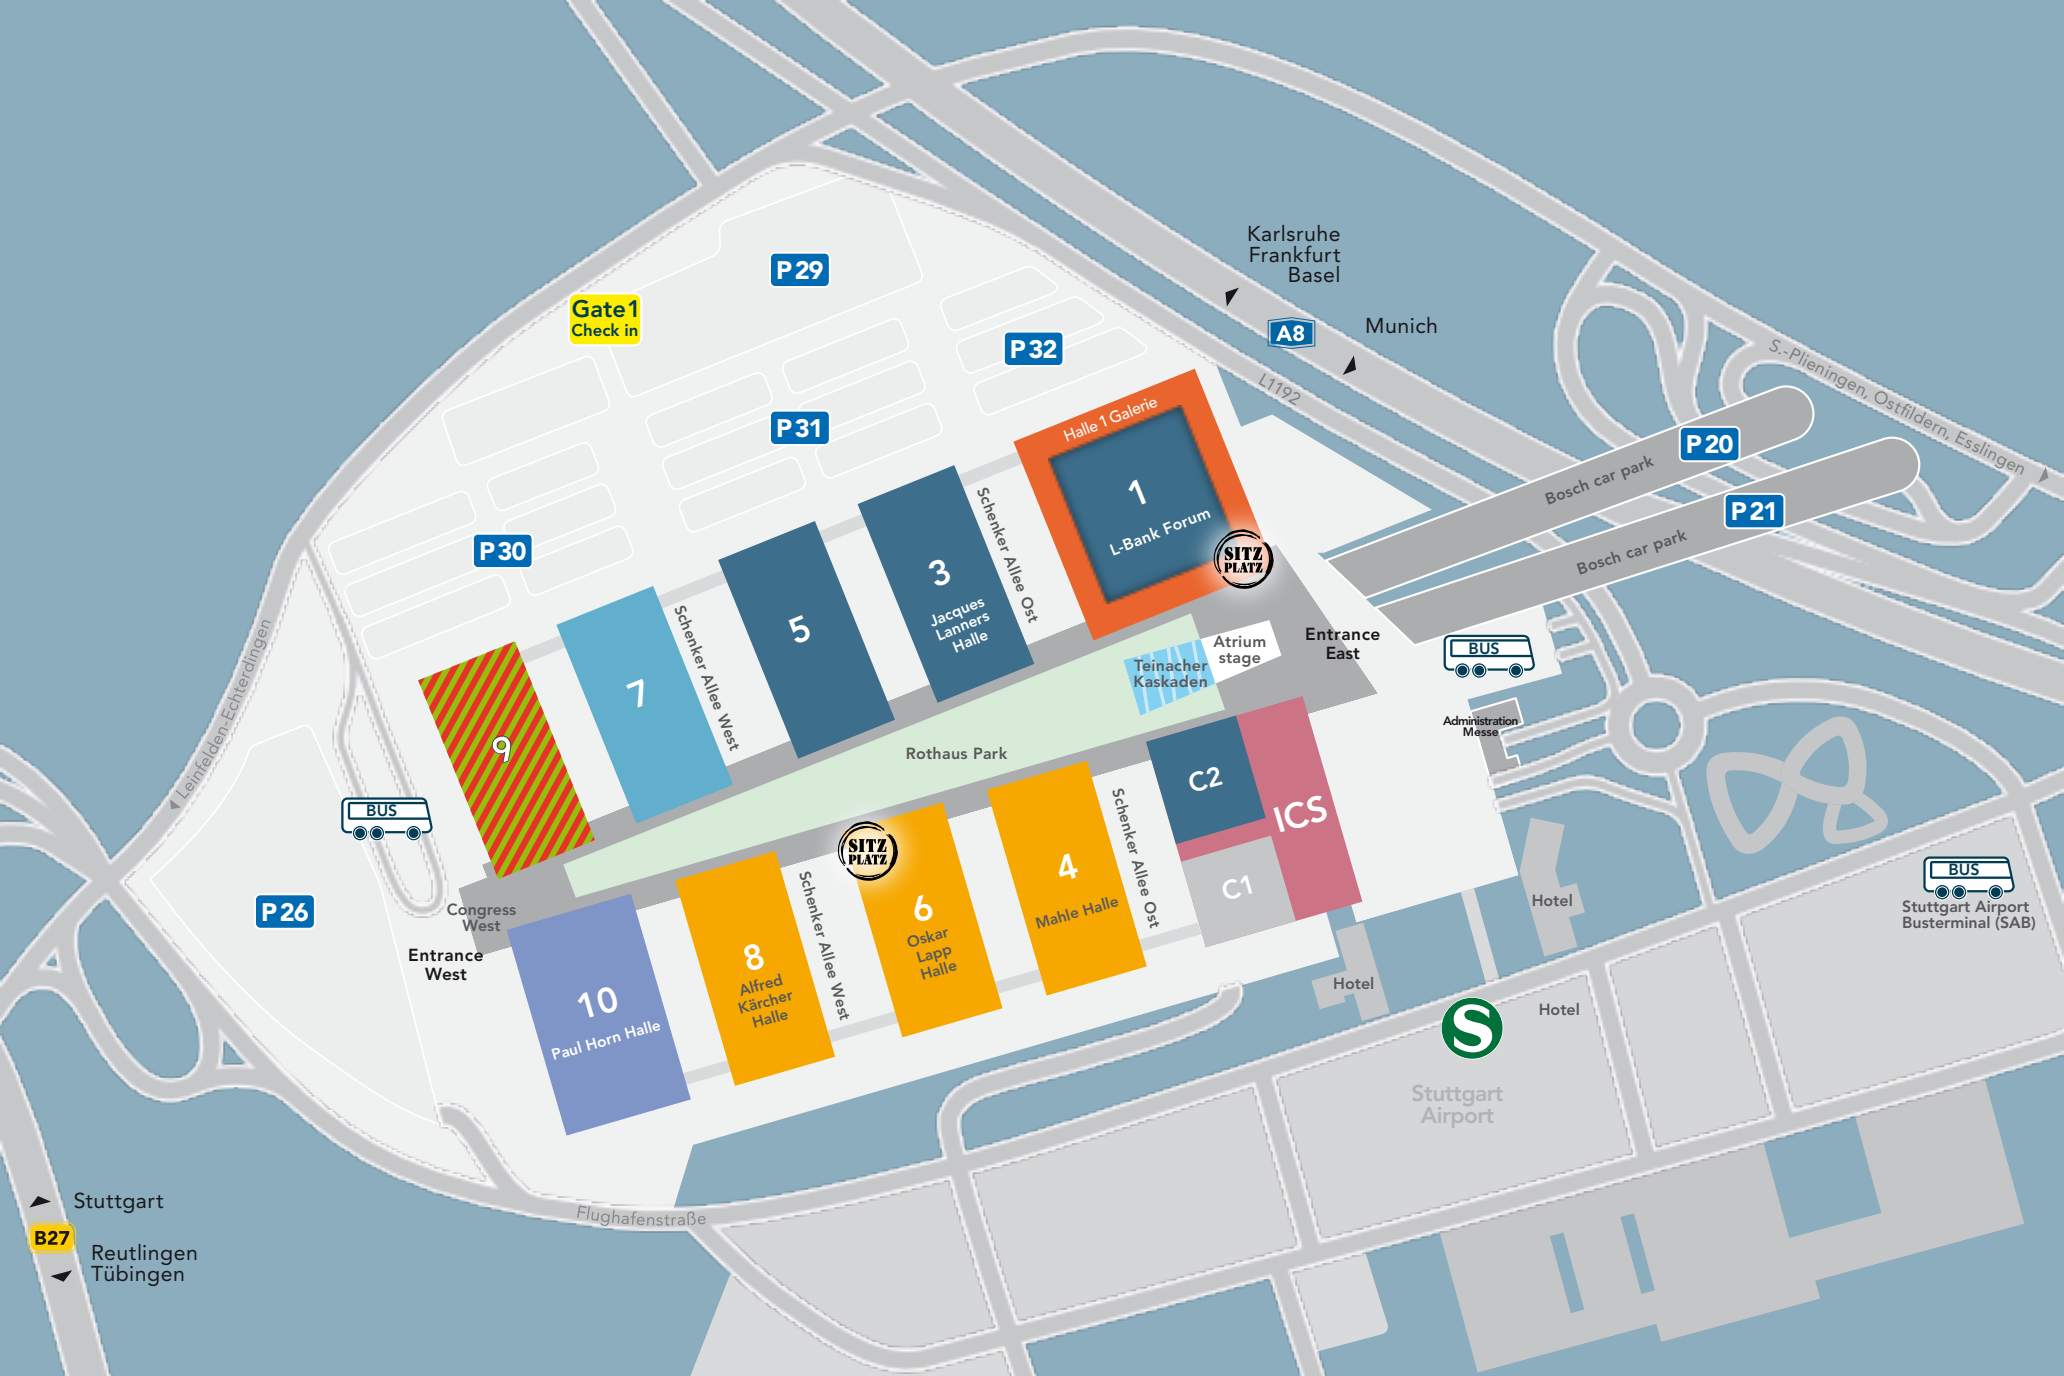 Karlsruhe
Frankfurt
Basel
P29
Gate1
Check in
A8
Munich
P32
L1192
S.-Plieningen, Ostfildern, Esslingen
P31
Halle 1 Galerie
P20
Bosch car park
1
L-Bank Forum
P21
Bosch car park
P30
SITZ
PLATZ
3
Jacques
Lanners
Halle
Schenker Allee Ost
5
Schenker Allee West
7
9
Leinfelden-Echterdingen
Entrance
East
Atrium
stage
Teinacher
Kaskaden
BUS
Administration
Messe
Rothaus Park
C2
ICS
C1
BUS
SITZ
PLATZ
4
Mahle Halle
Schenker Allee Ost
6
Oskar
Lapp
Halle
Schenker Allee West
8
Alfred
Kärcher
Halle
10
Paul Horn Halle
Congress
West
Entrance
West
P26
Hotel
BUS
Stuttgart Airport
Busterminal (SAB)
Hotel
Hotel
S
Stuttgart
Airport
Flughafenstraße
Stuttgart
B27
Reutlingen
Tübingen